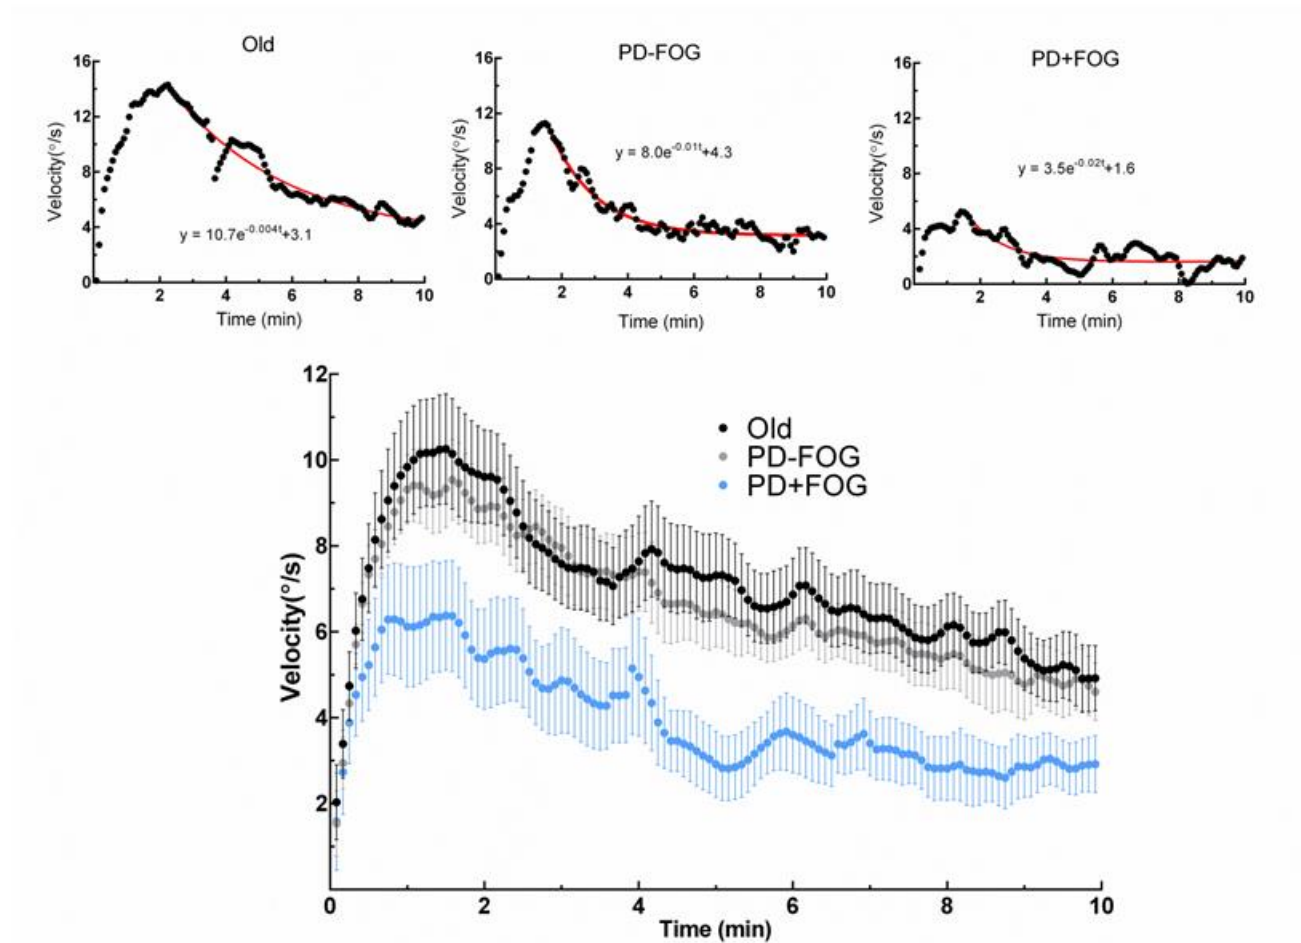 Old
16
12
8
4
0
Velocity(°/s)
y = 10.7e-0.004t+3.1
2 4 6 8 10
Time (min)
PD-FOG
16
12
8
4
0
Velocity(°/s)
y = 8.0e-0.01t+4.3
2 4 6 8 10
Time (min)
PD+FOG
16
12
8
4
0
Velocity(°/s)
y = 3.5e-0.02t+1.6
2 4 6 8 10
Time (min)
12
10
8
6
4
2
Velocity(°/s)
Old
PD-FOG
PD+FOG
0 2 4 6 8 10
Time (min)